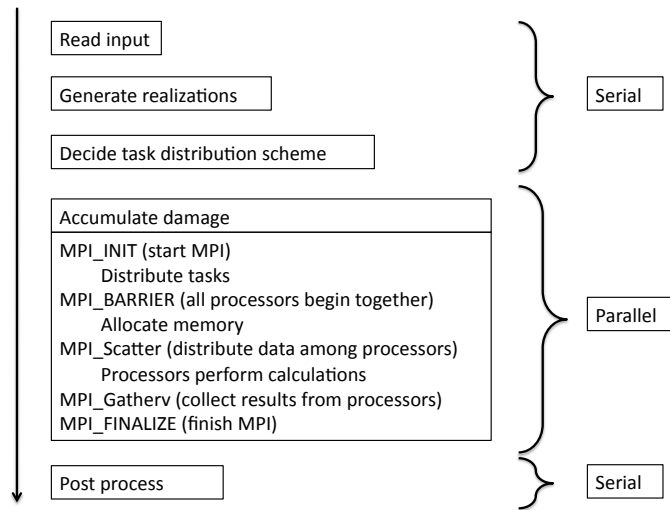 Read input
Generate realizations
Serial
Decide task distribution scheme
Accumulate damage
MPI_INIT (start MPI)
Distribute tasks
MPI_BARRIER (all processors begin together)
Allocate memory
Parallel
MPI_Scatter (distribute data among processors)
Processors perform calculations
MPI_Gatherv (collect results from processors)
MPI_FINALIZE (finish MPI)
Post process
Serial